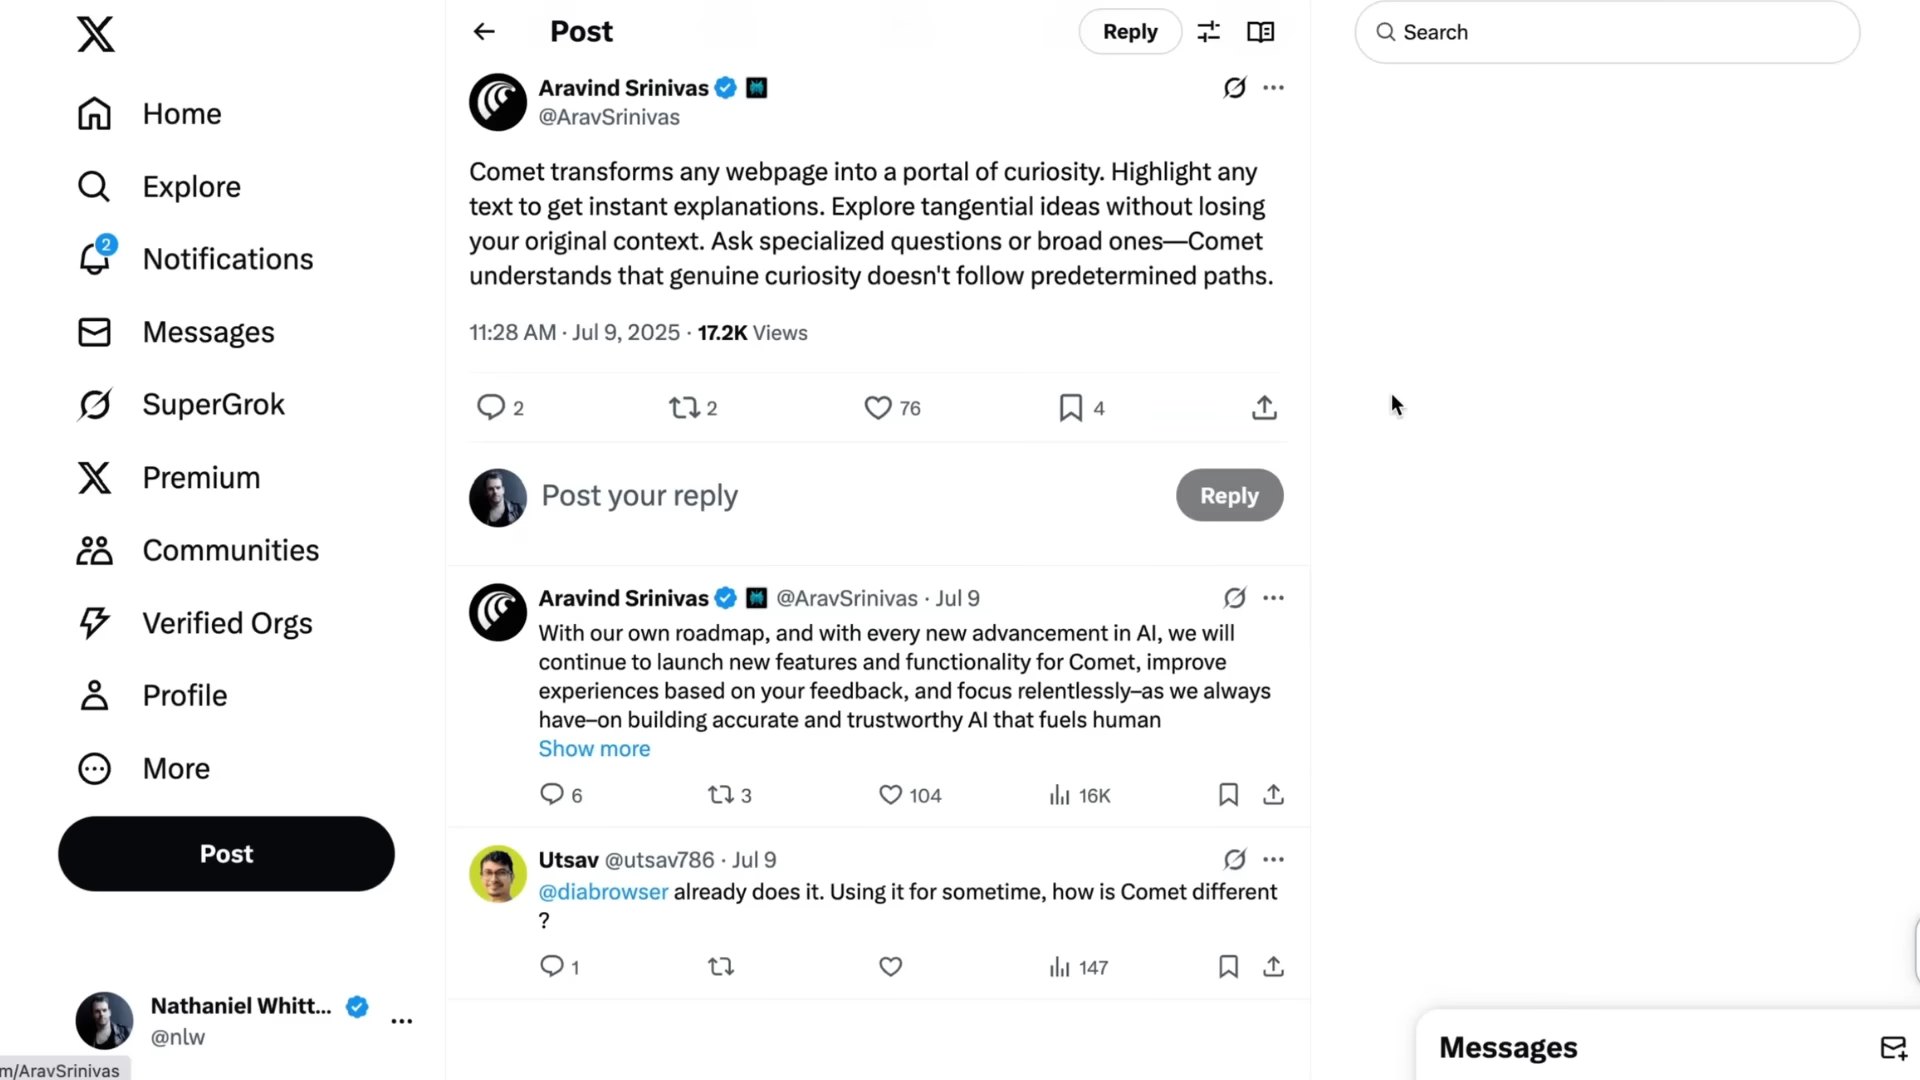 Home
Explore
2
Notifications
Messages
SuperGrok
Premium
Communities
Verified Orgs
Profile
More
Post
Nathaniel Whitt...
@nlw
m/AravSrinivas
Post
Reply
Aravind Srinivas
@AravSrinivas
Comet transforms any webpage into a portal of curiosity. Highlight any
text to get instant explanations. Explore tangential ideas without losing
your original context. Ask specialized questions or broad ones—Comet
understands that genuine curiosity doesn't follow predetermined paths.
11:28 AM · Jul 9, 2025 · 17.2K Views
2 2 76 4
Post your reply
Reply
Aravind Srinivas @AravSrinivas · Jul 9
With our own roadmap, and with every new advancement in AI, we will
continue to launch new features and functionality for Comet, improve
experiences based on your feedback, and focus relentlessly–as we always
have–on building accurate and trustworthy AI that fuels human
Show more
6 3 104 16K
Utsav @utsav786 · Jul 9
@diabrowser already does it. Using it for sometime, how is Comet different
?
1 147
Search
Messages